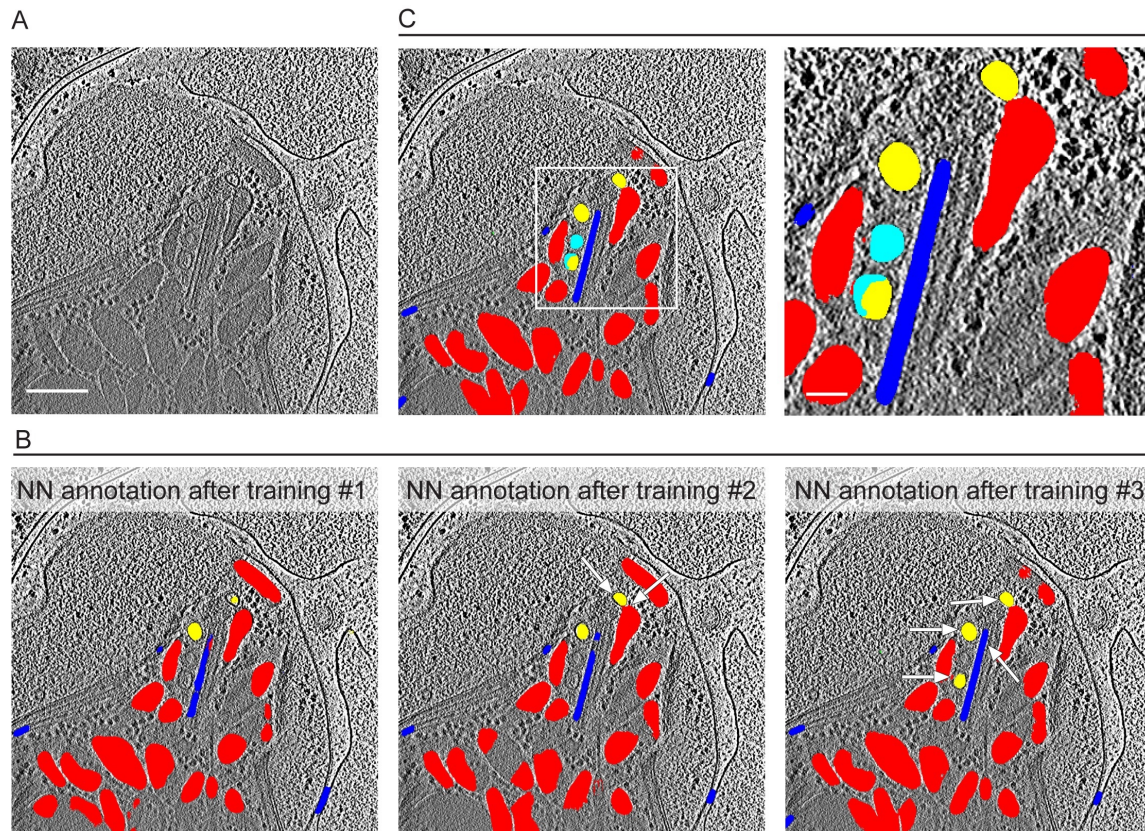 A
C
B
NN annotation after training #1
NN annotation after training #2
NN annotation after training #3